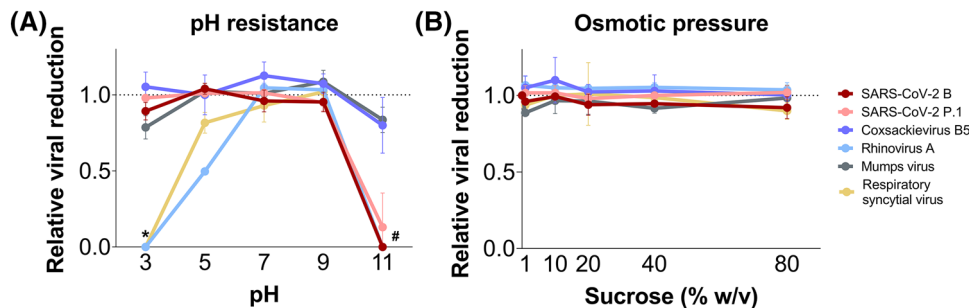 (A) pH resistance
Relative viral reduction
1.0
0.5
0.0
*
#
3 5 7 9 11
pH
(B) Osmotic pressure
Relative viral reduction
1.0
0.5
0.0
1 10 20 40 80
Sucrose (% w/v)
SARS-CoV-2 B
SARS-CoV-2 P.1
Coxsackievirus B5
Rhinovirus A
Mumps virus
Respiratory
syncytial virus